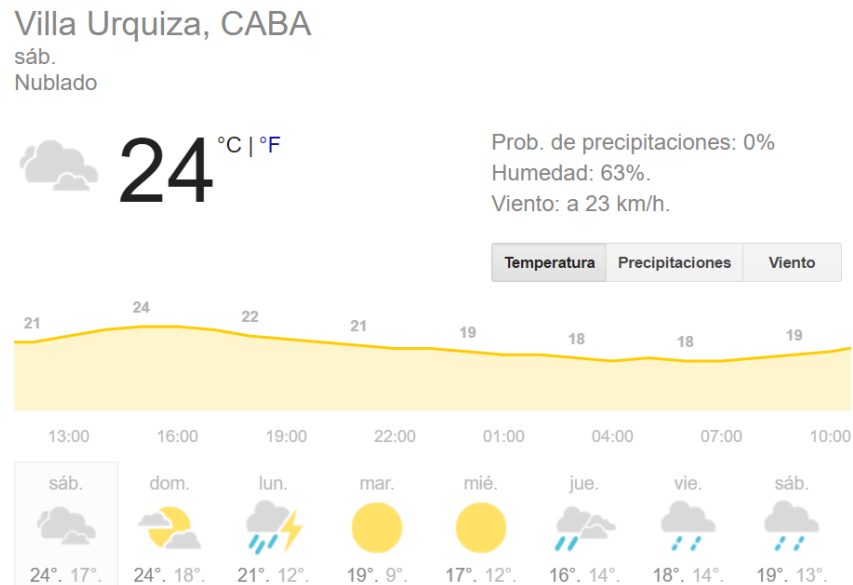 Villa Urquiza, CABA
sáb.
Nublado
24 °C | °F
Prob. de precipitaciones: 0%
Humedad: 63%.
Viento: a 23 km/h.
Temperatura Precipitaciones Viento
21 24 22 21 19 18 18 19
13:00 16:00 19:00 22:00 01:00 04:00 07:00 10:00
sáb. dom. lun. mar. mié. jue. vie. sáb.
24°. 17°. 24°. 18°. 21°. 12°. 19°. 9°. 17°. 12°. 16°. 14°. 18°. 14°. 19°. 13°.